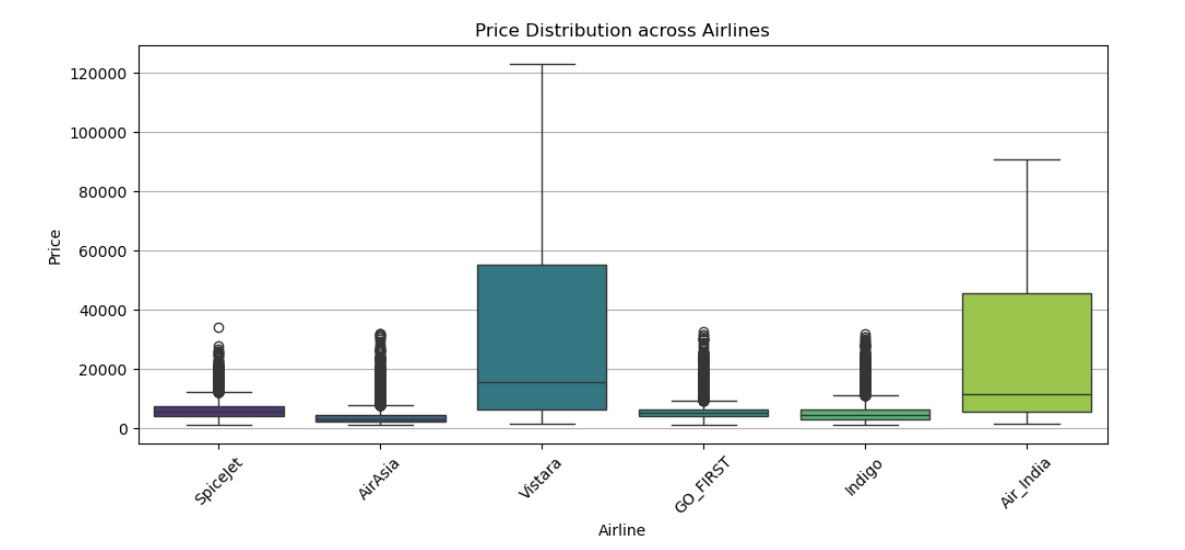 Price Distribution across Airlines
120000
100000
80000
60000
40000
20000
0
Price
SpiceJet
AirAsia
Vistara
GO_FIRST
Indigo
Air_India
Airline